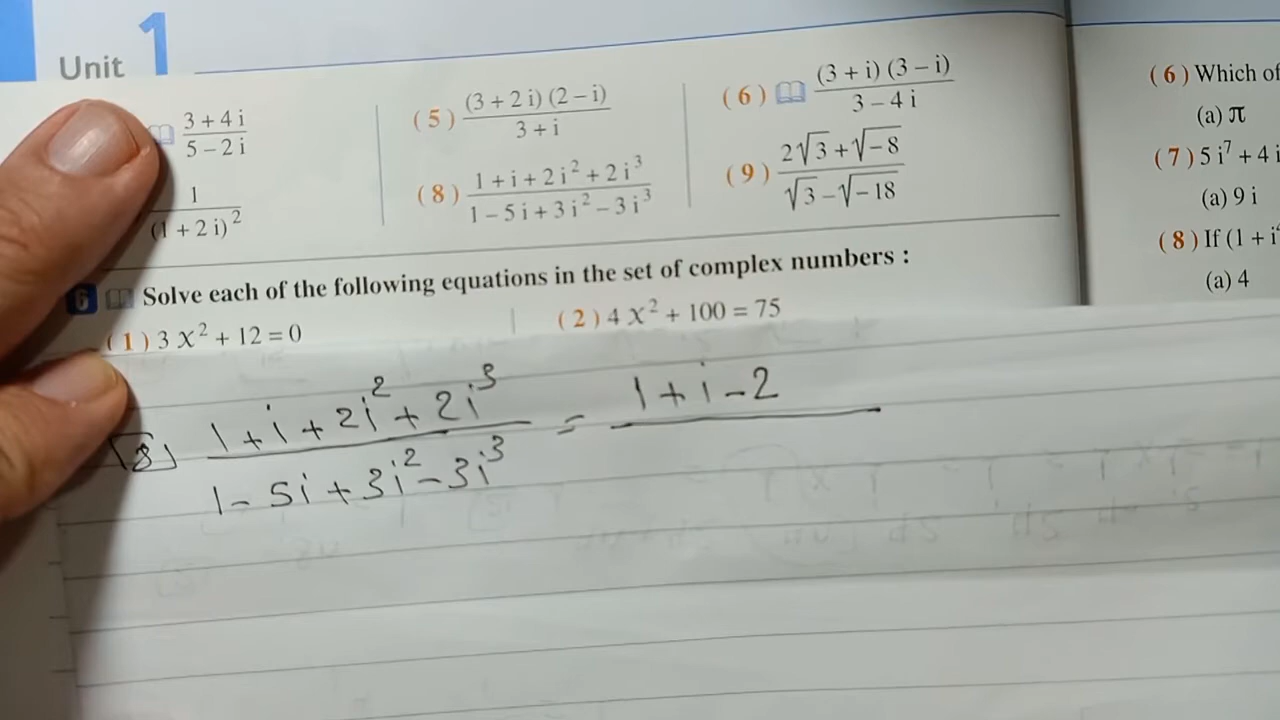 Unit 1
3 + 4 i / 5 – 2 i
(5) (3 + 2 i) (2 – i) / 3 + i
(6) (3 + i) (3 – i) / 3 – 4 i
1 / (1 + 2 i)²
(8) 1 + i + 2 i² + 2 i³ / 1 – 5 i + 3 i² – 3 i³
(9) 2√3 + √–8 / √3 – √–18
6 Solve each of the following equations in the set of complex numbers :
(1) 3 x² + 12 = 0
(2) 4 x² + 100 = 75
(6) Which of
(a) π
(7) 5 i⁷ + 4 i
(a) 9 i
(8) If (1 + i
(a) 4
8) 1 + i + 2i² + 2i³ / 1 – 5i + 3i² – 3i³ = 1 + i – 2